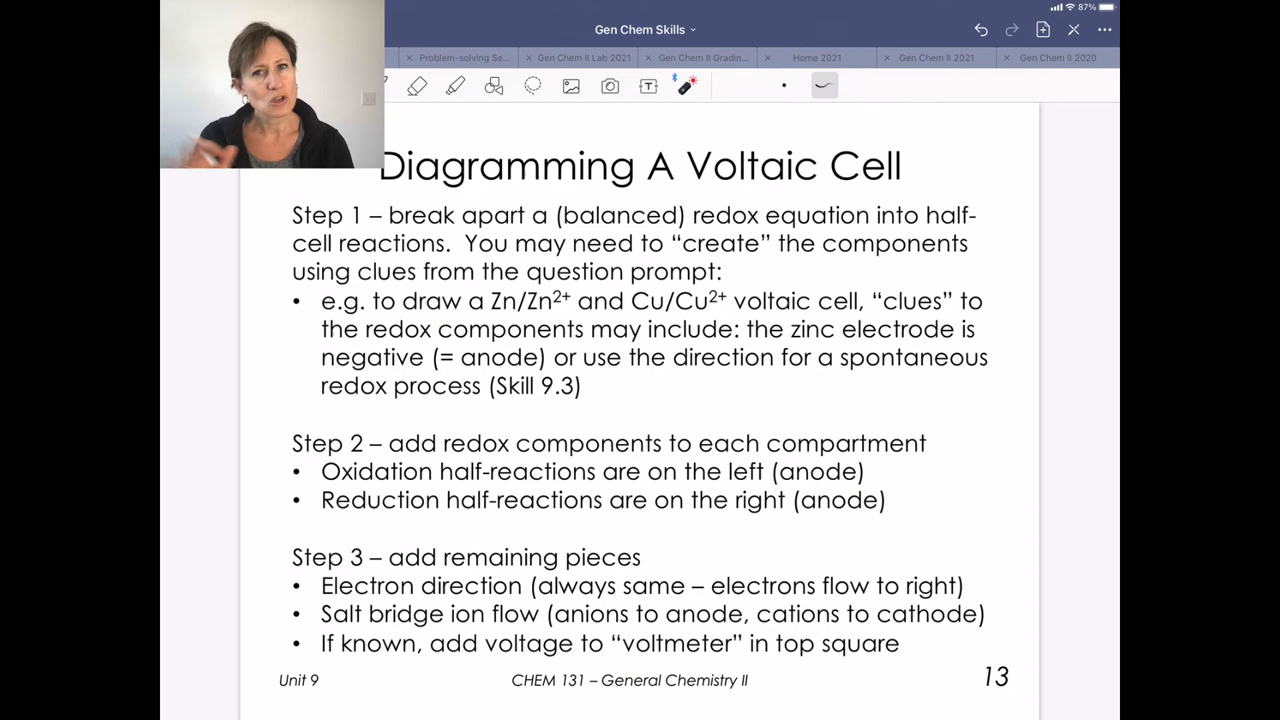 87%
Gen Chem Skills
Problem-solving Se... Gen Chem II Lab 2021 Gen Chem II Gradin... Home 2021 Gen Chem II 2021 Gen Chem II 2020
T
Diagramming A Voltaic Cell
Step 1 – break apart a (balanced) redox equation into half-
cell reactions. You may need to “create” the components
using clues from the question prompt:
• e.g. to draw a Zn/Zn²⁺ and Cu/Cu²⁺ voltaic cell, “clues” to
the redox components may include: the zinc electrode is
negative (= anode) or use the direction for a spontaneous
redox process (Skill 9.3)
Step 2 – add redox components to each compartment
• Oxidation half-reactions are on the left (anode)
• Reduction half-reactions are on the right (anode)
Step 3 – add remaining pieces
• Electron direction (always same – electrons flow to right)
• Salt bridge ion flow (anions to anode, cations to cathode)
• If known, add voltage to “voltmeter” in top square
Unit 9 CHEM 131 – General Chemistry II 13